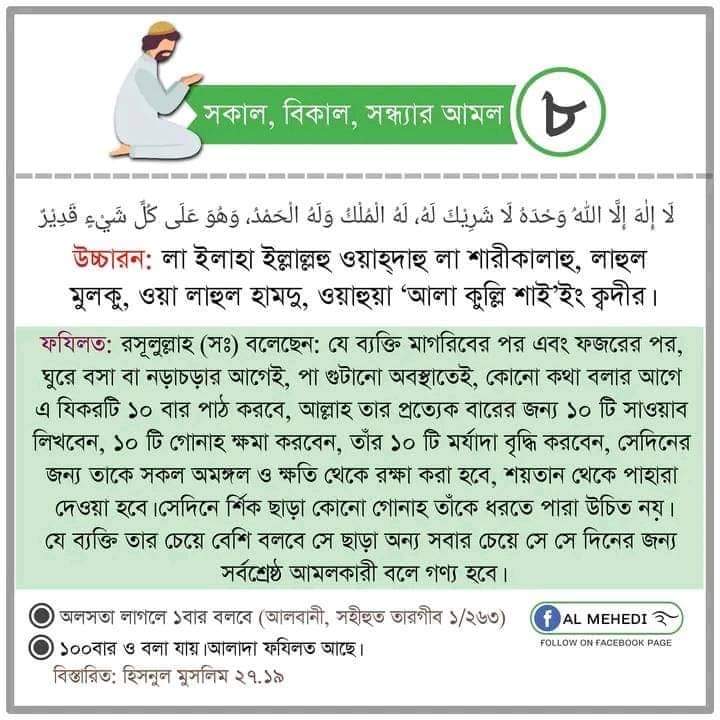 সকাল, বিকাল, সন্ধ্যার আমল ৮
لَا إِلٰهَ إِلَّا اللّٰهُ وَحْدَهُ لَا شَرِيْكَ لَهُ، لَهُ الْمُلْكُ وَلَهُ الْحَمْدُ، وَهُوَ عَلَى كُلِّ شَيْءٍ قَدِيْرٌ
উচ্চারন: লা ইলাহা ইল্লাল্লহু ওয়াহ্‌দাহু লা শারীকালাহু, লাহুল
মুলকু, ওয়া লাহুল হামদু, ওয়াহুয়া ‘আলা কুল্লি শাই’ইং ক্বদীর।
ফযিলত: রসূলুল্লাহ (সঃ) বলেছেন: যে ব্যক্তি মাগরিবের পর এবং ফজরের পর,
ঘুরে বসা বা নড়াচড়ার আগেই, পা গুটানো অবস্থাতেই, কোনো কথা বলার আগে
এ যিকরটি ১০ বার পাঠ করবে, আল্লাহ তার প্রত্যেক বারের জন্য ১০ টি সাওয়াব
লিখবেন, ১০ টি গোনাহ ক্ষমা করবেন, তাঁর ১০ টি মর্যাদা বৃদ্ধি করবেন, সেদিনের
জন্য তাকে সকল অমঙ্গল ও ক্ষতি থেকে রক্ষা করা হবে, শয়তান থেকে পাহারা
দেওয়া হবে।সেদিনে র্শিক ছাড়া কোনো গোনাহ তাঁকে ধরতে পারা উচিত নয়।
যে ব্যক্তি তার চেয়ে বেশি বলবে সে ছাড়া অন্য সবার চেয়ে সে সে দিনের জন্য
সর্বশ্রেষ্ঠ আমলকারী বলে গণ্য হবে।
অলসতা লাগলে ১বার বলবে (আলবানী, সহীহুত তারগীব ১/২৬৩)
১০০বার ও বলা যায়।আলাদা ফযিলত আছে।
বিস্তারিত: হিসনুল মুসলিম ২৭.১৯
f AL MEHEDI
FOLLOW ON FACEBOOK PAGE